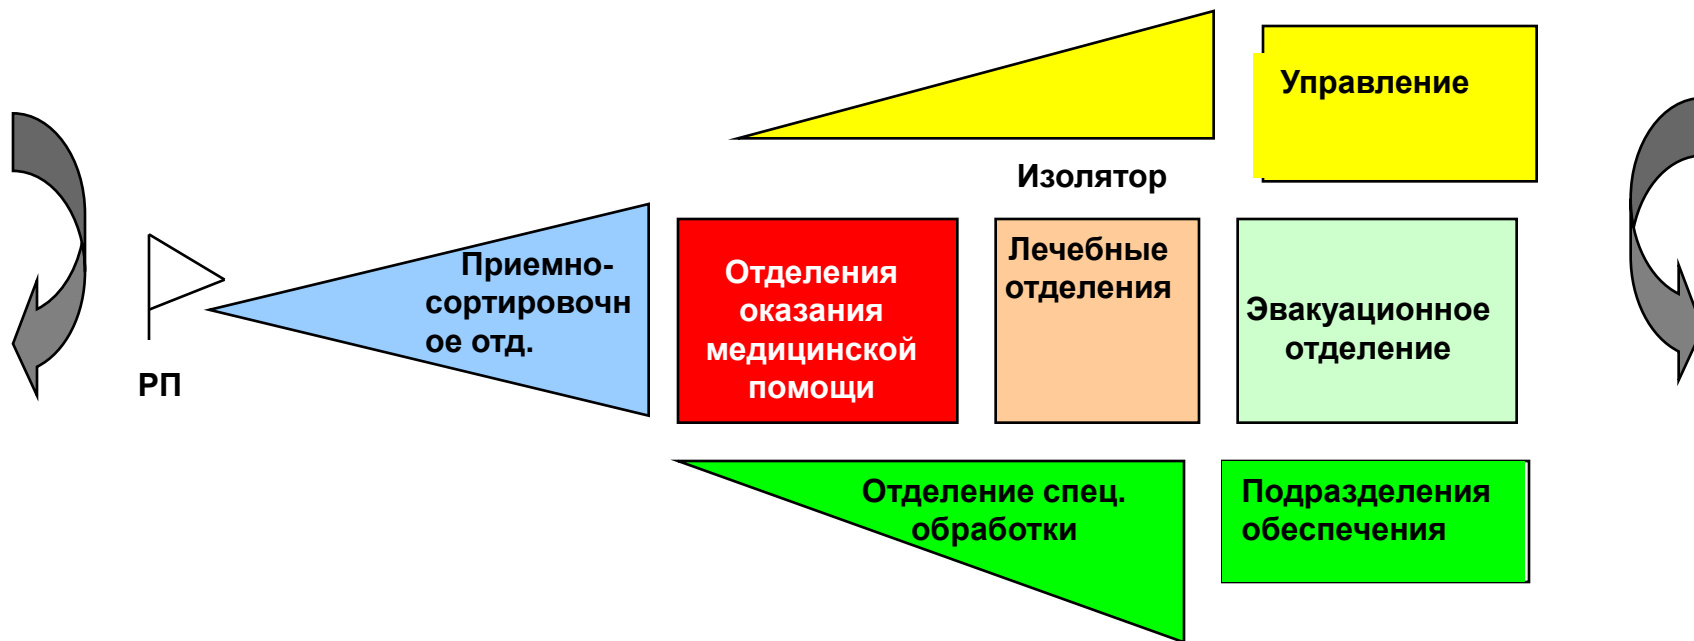 Управление
Изолятор
РП
Приемно-
сортировочн
ое отд.
Отделения
оказания
медицинской
помощи
Лечебные
отделения
Эвакуационное
отделение
Отделение спец.
обработки
Подразделения
обеспечения